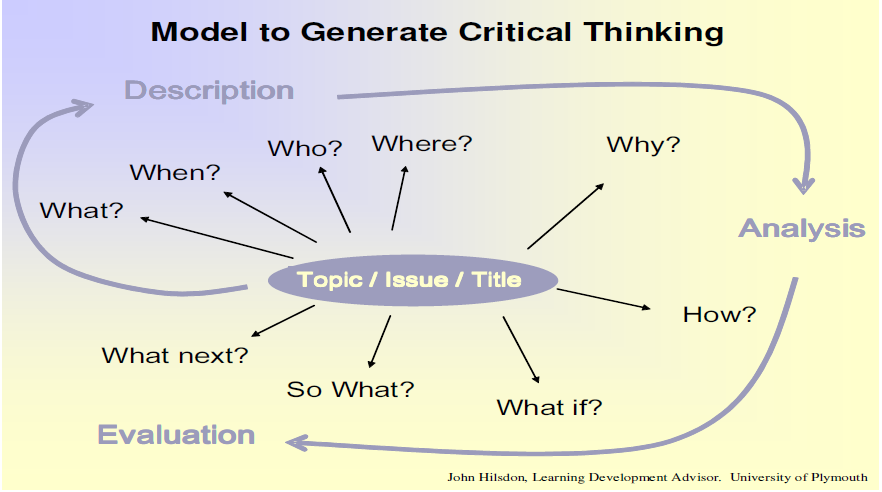 Model to Generate Critical Thinking
Description
Who?
Where?
Why?
When?
What?
Analysis
Topic / Issue / Title
How?
What next?
So What?
What if?
Evaluation
John Hilsdon, Learning Development Advisor. University of Plymouth